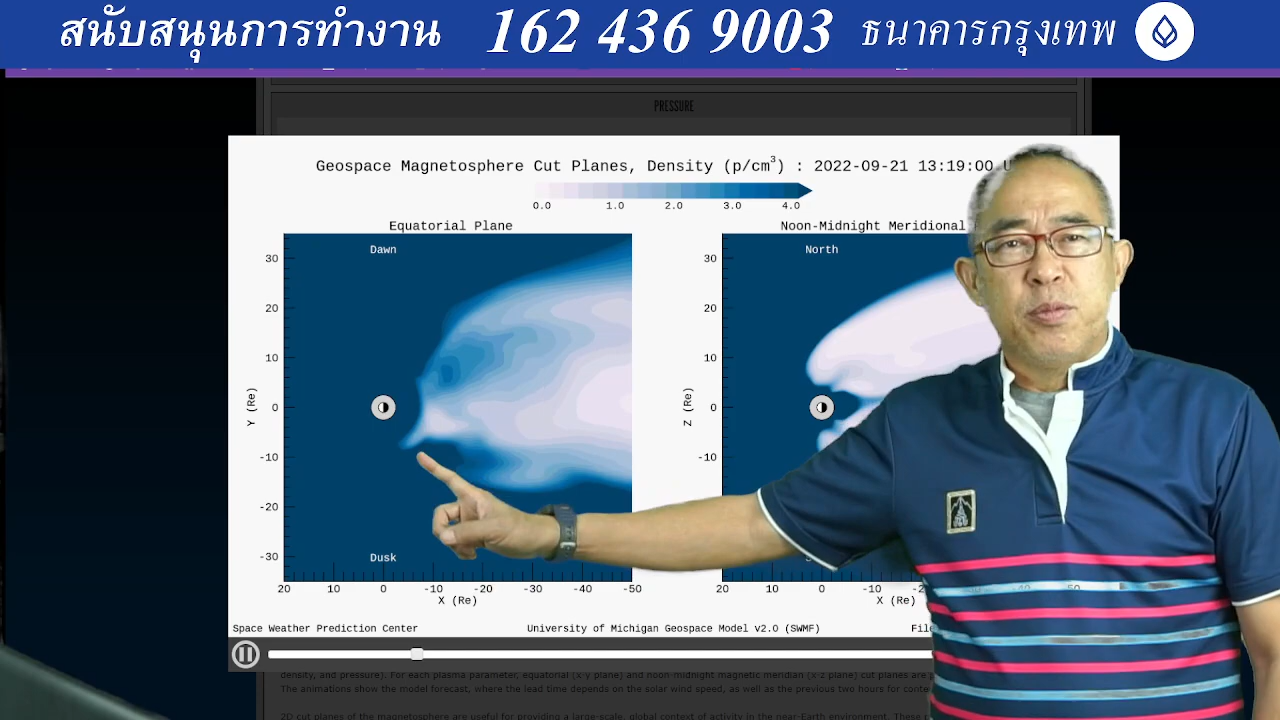 สนับสนุนการทำงาน 162 436 9003 ธนาคารกรุงเทพ
PRESSURE
Geospace Magnetosphere Cut Planes, Density (p/cm³) : 2022-09-21 13:19:00 U
0.0 1.0 2.0 3.0 4.0
Equatorial Plane
Noon-Midnight Meridional
Dawn
North
30
20
10
0
-10
-20
-30
Y (Re)
Dusk
20 10 0 -10 -20 -30 -40 -50
X (Re)
30
20
10
0
-10
Z (Re)
20 10 0 -10
X (Re)
Space Weather Prediction Center
University of Michigan Geospace Model v2.0 (SWMF)
density, and pressure). For each plasma parameter, equatorial (x-y plane) and noon-midnight magnetic meridian (x-z plane) cut planes are
The animations show the model forecast, where the lead time depends on the solar wind speed, as well as the previous two hours for
2D cut planes of the magnetosphere are useful for providing a large-scale, global context of activity in the near-Earth environment. These